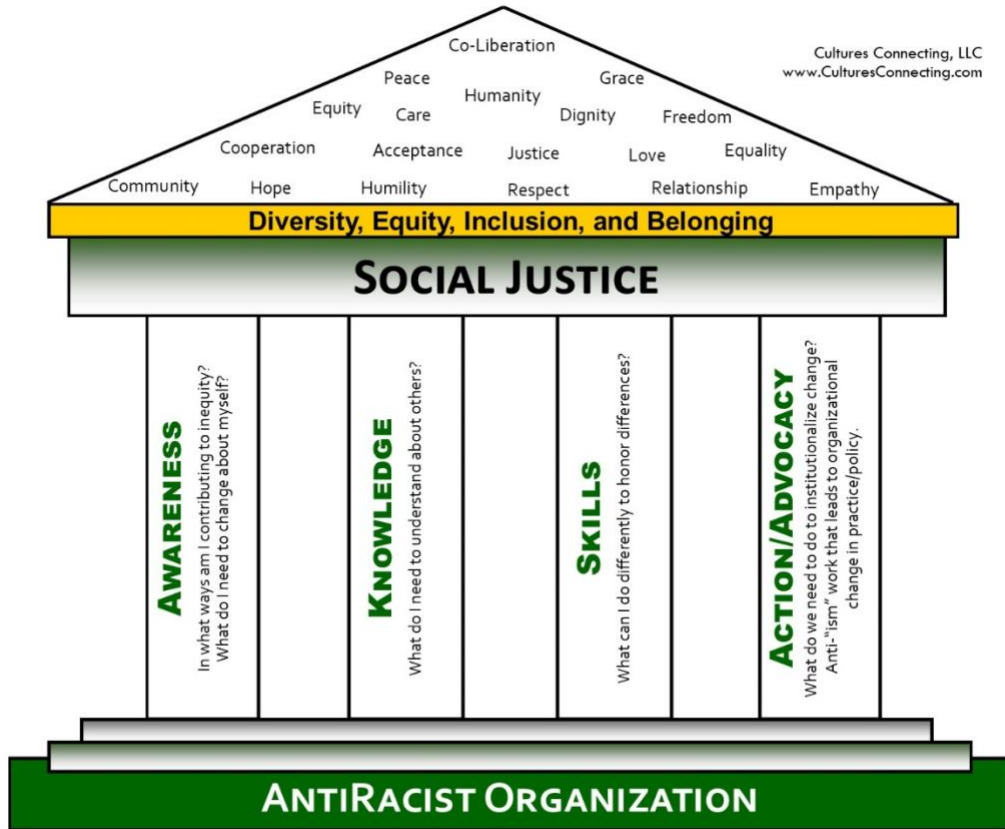 Co-Liberation
Cultures Connecting, LLC
www.CulturesConnecting.com
Peace
Grace
Humanity
Equity
Care
Dignity
Freedom
Cooperation
Acceptance
Justice
Love
Equality
Community
Hope
Humility
Respect
Relationship
Empathy
Diversity, Equity, Inclusion, and Belonging
SOCIAL JUSTICE
AWARENESS
In what ways am I contributing to inequity?
What do I need to change about myself?
KNOWLEDGE
What do I need to understand about others?
SKILLS
What can I do differently to honor differences?
ACTION/ADVOCACY
What do we need to do to institutionalize change?
Anti-"ism" work that leads to organizational
change in practice/policy.
ANTIRACIST ORGANIZATION